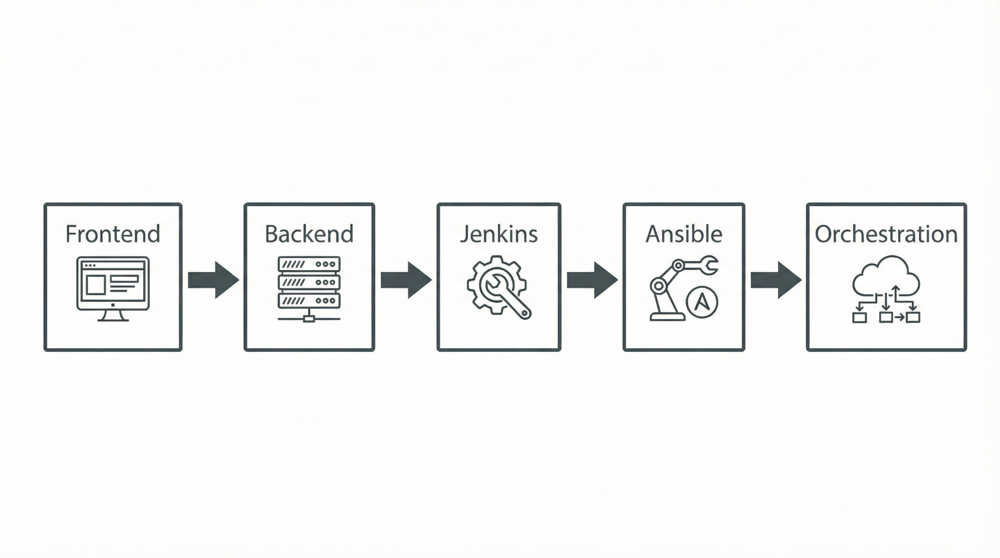 Frontend
Backend
Jenkins
Ansible
Orchestration